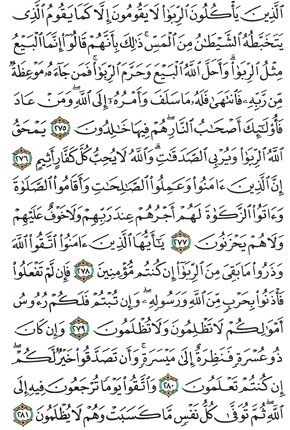 ٱلَّذِينَ يَأْكُلُونَ ٱلرِّبَوٰا۟ لَا يَقُومُونَ إِلَّا كَمَا يَقُومُ ٱلَّذِى
يَتَخَبَّطُهُ ٱلشَّيْطَٰنُ مِنَ ٱلْمَسِّ ۚ ذَٰلِكَ بِأَنَّهُمْ قَالُوٓا۟ إِنَّمَا ٱلْبَيْعُ
مِثْلُ ٱلرِّبَوٰا۟ ۗ وَأَحَلَّ ٱللَّهُ ٱلْبَيْعَ وَحَرَّمَ ٱلرِّبَوٰا۟ ۚ فَمَن جَآءَهُۥ مَوْعِظَةٌ
مِّن رَّبِّهِۦ فَٱنتَهَىٰ فَلَهُۥ مَا سَلَفَ وَأَمْرُهُۥٓ إِلَى ٱللَّهِ ۖ وَمَنْ عَادَ
فَأُو۟لَٰٓئِكَ أَصْحَٰبُ ٱلنَّارِ ۖ هُمْ فِيهَا خَٰلِدُونَ ٢٧٥ يَمْحَقُ
ٱللَّهُ ٱلرِّبَوٰا۟ وَيُرْبِى ٱلصَّدَقَٰتِ ۗ وَٱللَّهُ لَا يُحِبُّ كُلَّ كَفَّارٍ أَثِيمٍ ٢٧٦
إِنَّ ٱلَّذِينَ ءَامَنُوا۟ وَعَمِلُوا۟ ٱلصَّٰلِحَٰتِ وَأَقَامُوا۟ ٱلصَّلَوٰةَ
وَءَاتَوُا۟ ٱلزَّكَوٰةَ لَهُمْ أَجْرُهُمْ عِندَ رَبِّهِمْ وَلَا خَوْفٌ عَلَيْهِمْ
وَلَا هُمْ يَحْزَنُونَ ٢٧٧ يَٰٓأَيُّهَا ٱلَّذِينَ ءَامَنُوا۟ ٱتَّقُوا۟ ٱللَّهَ
وَذَرُوا۟ مَا بَقِىَ مِنَ ٱلرِّبَوٰٓا۟ إِن كُنتُم مُّؤْمِنِينَ ٢٧٨ فَإِن لَّمْ تَفْعَلُوا۟
فَأْذَنُوا۟ بِحَرْبٍ مِّنَ ٱللَّهِ وَرَسُولِهِۦ ۖ وَإِن تُبْتُمْ فَلَكُمْ رُءُوسُ
أَمْوَٰلِكُمْ لَا تَظْلِمُونَ وَلَا تُظْلَمُونَ ٢٧٩ وَإِن كَانَ
ذُو عُسْرَةٍ فَنَظِرَةٌ إِلَىٰ مَيْسَرَةٍ ۚ وَأَن تَصَدَّقُوا۟ خَيْرٌ لَّكُمْ ۖ
إِن كُنتُمْ تَعْلَمُونَ ٢٨٠ وَٱتَّقُوا۟ يَوْمًا تُرْجَعُونَ فِيهِ إِلَى
ٱللَّهِ ۖ ثُمَّ تُوَفَّىٰ كُلُّ نَفْسٍ مَّا كَسَبَتْ وَهُمْ لَا يُظْلَمُونَ ٢٨١